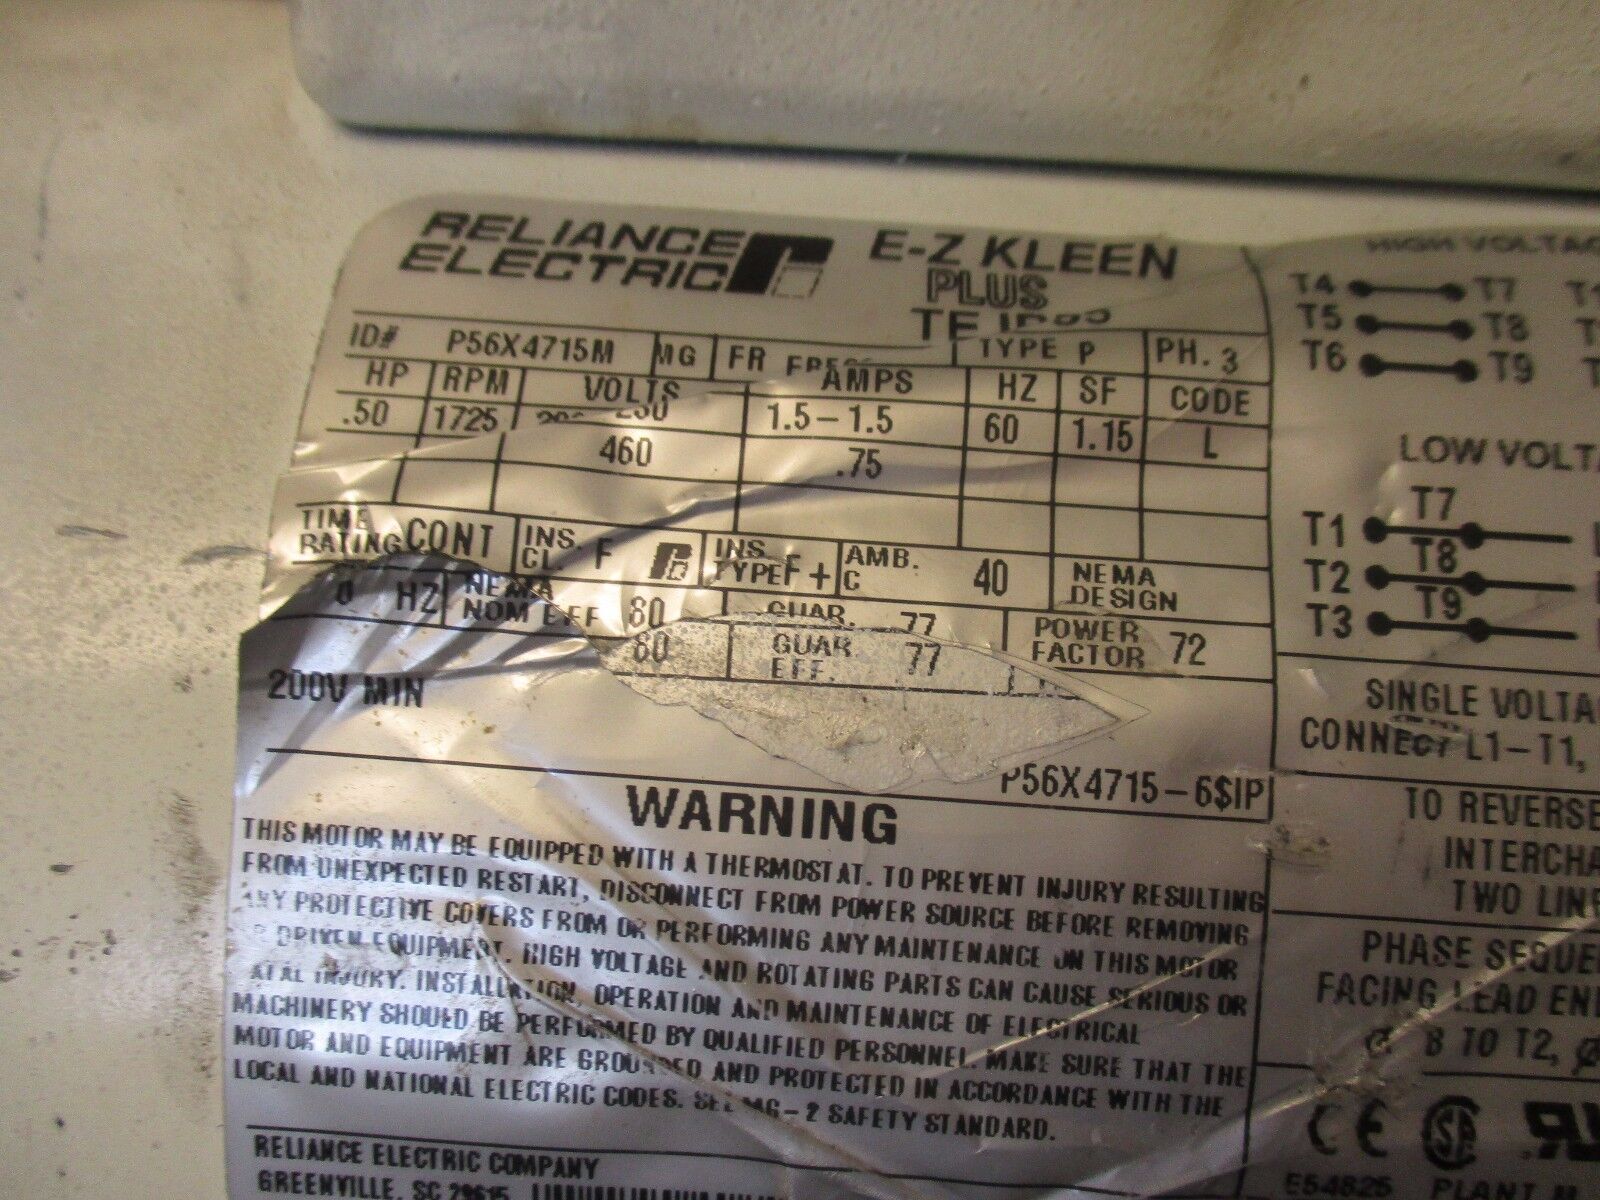 RELIANCE
ELECTRIC
E-Z KLEEN
PLUS
ID# P56X4715M MG FR TYPE P PH. 3
HP RPM VOLTS AMPS HZ SF CODE
.50 1725 1.5-1.5 60 1.15 L
460 .75
TIME
RATING CONT INS.
CL. F INS
TYPE F+ AMB.
C 40 NEMA
DESIGN
HZ NEMA
NOM EFF 80 GUAR. 77 POWER
FACTOR 72
80 GUAR.
EFF. 77
200V MIN
P56X4715-6$IP
WARNING
THIS MOTOR MAY BE EQUIPPED WITH A THERMOSTAT. TO PREVENT INJURY RESULTING
FROM UNEXPECTED RESTART, DISCONNECT FROM POWER SOURCE BEFORE REMOVING
ANY PROTECTIVE COVERS FROM OR PERFORMING ANY MAINTENANCE ON THIS MOTOR
DRIVEN EQUIPMENT. HIGH VOLTAGE AND ROTATING PARTS CAN CAUSE SERIOUS OR
INJURY. INSTALLATION, OPERATION AND MAINTENANCE OF ELECTRICAL
MACHINERY SHOULD BE PERFORMED BY QUALIFIED PERSONNEL. MAKE SURE THAT THE
MOTOR AND EQUIPMENT ARE GROUNDED AND PROTECTED IN ACCORDANCE WITH THE
LOCAL AND NATIONAL ELECTRIC CODES. SEE MG-2 SAFETY STANDARD.
RELIANCE ELECTRIC COMPANY
GREENVILLE, SC 29615
HIGH VOLTAG
T4 T7
T5 T8
T6 T9
LOW VOLTA
T7
T1
T8
T2
T9
T3
SINGLE VOLTA
CONNECT L1-T1,
TO REVERSE
INTERCHA
TWO LIN
PHASE SEQUE
FACING LEAD EN
B TO T2,
CE
E54825 PLANT